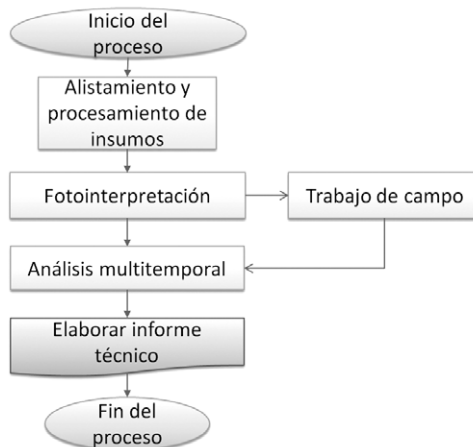 Inicio del
proceso
Alistamiento y
procesamiento de
insumos
Fotointerpretación
Trabajo de campo
Análisis multitemporal
Elaborar informe
técnico
Fin del
proceso